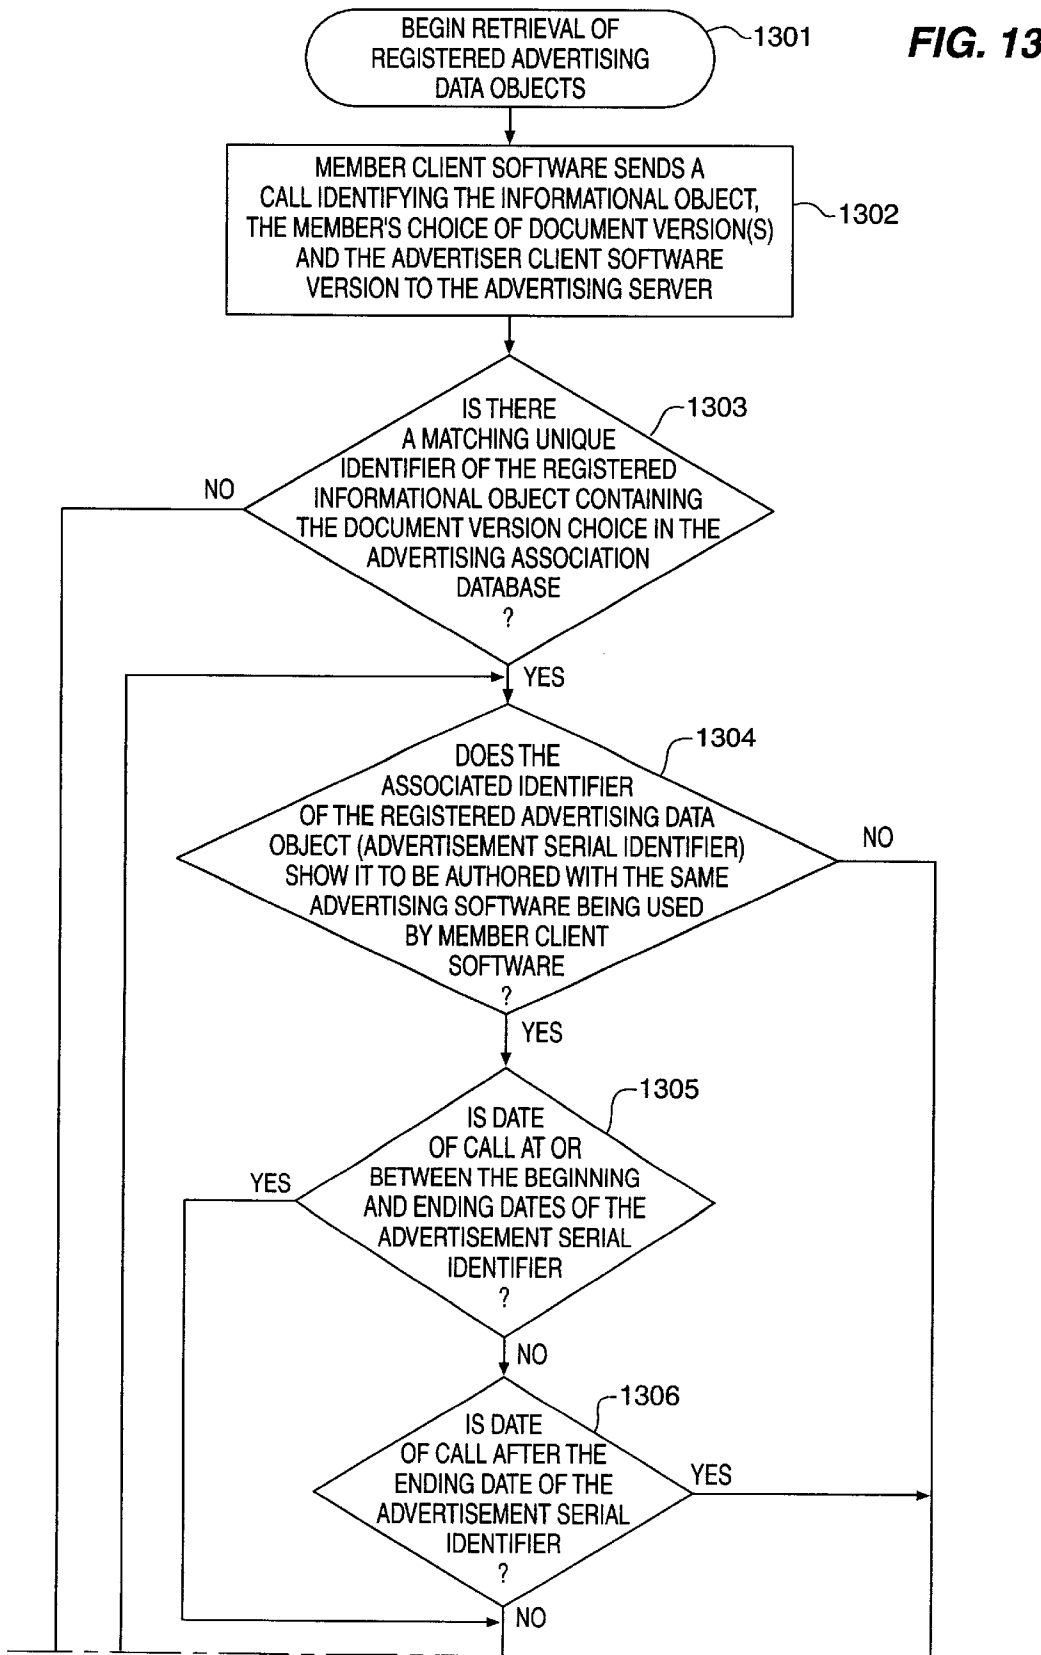 BEGIN RETRIEVAL OF
REGISTERED ADVERTISING
DATA OBJECTS
1301
FIG. 13
MEMBER CLIENT SOFTWARE SENDS A
CALL IDENTIFYING THE INFORMATIONAL OBJECT,
THE MEMBER'S CHOICE OF DOCUMENT VERSION(S)
AND THE ADVERTISER CLIENT SOFTWARE
VERSION TO THE ADVERTISING SERVER
1302
IS THERE
A MATCHING UNIQUE
IDENTIFIER OF THE REGISTERED
INFORMATIONAL OBJECT CONTAINING
THE DOCUMENT VERSION CHOICE IN THE
ADVERTISING ASSOCIATION
DATABASE
?
1303
NO
YES
DOES THE
ASSOCIATED IDENTIFIER
OF THE REGISTERED ADVERTISING DATA
OBJECT (ADVERTISEMENT SERIAL IDENTIFIER)
SHOW IT TO BE AUTHORED WITH THE SAME
ADVERTISING SOFTWARE BEING USED
BY MEMBER CLIENT
SOFTWARE
?
1304
NO
YES
IS DATE
OF CALL AT OR
BETWEEN THE BEGINNING
AND ENDING DATES OF THE
ADVERTISEMENT SERIAL
IDENTIFIER
?
1305
YES
NO
IS DATE
OF CALL AFTER THE
ENDING DATE OF THE
ADVERTISEMENT SERIAL
IDENTIFIER
?
1306
YES
NO